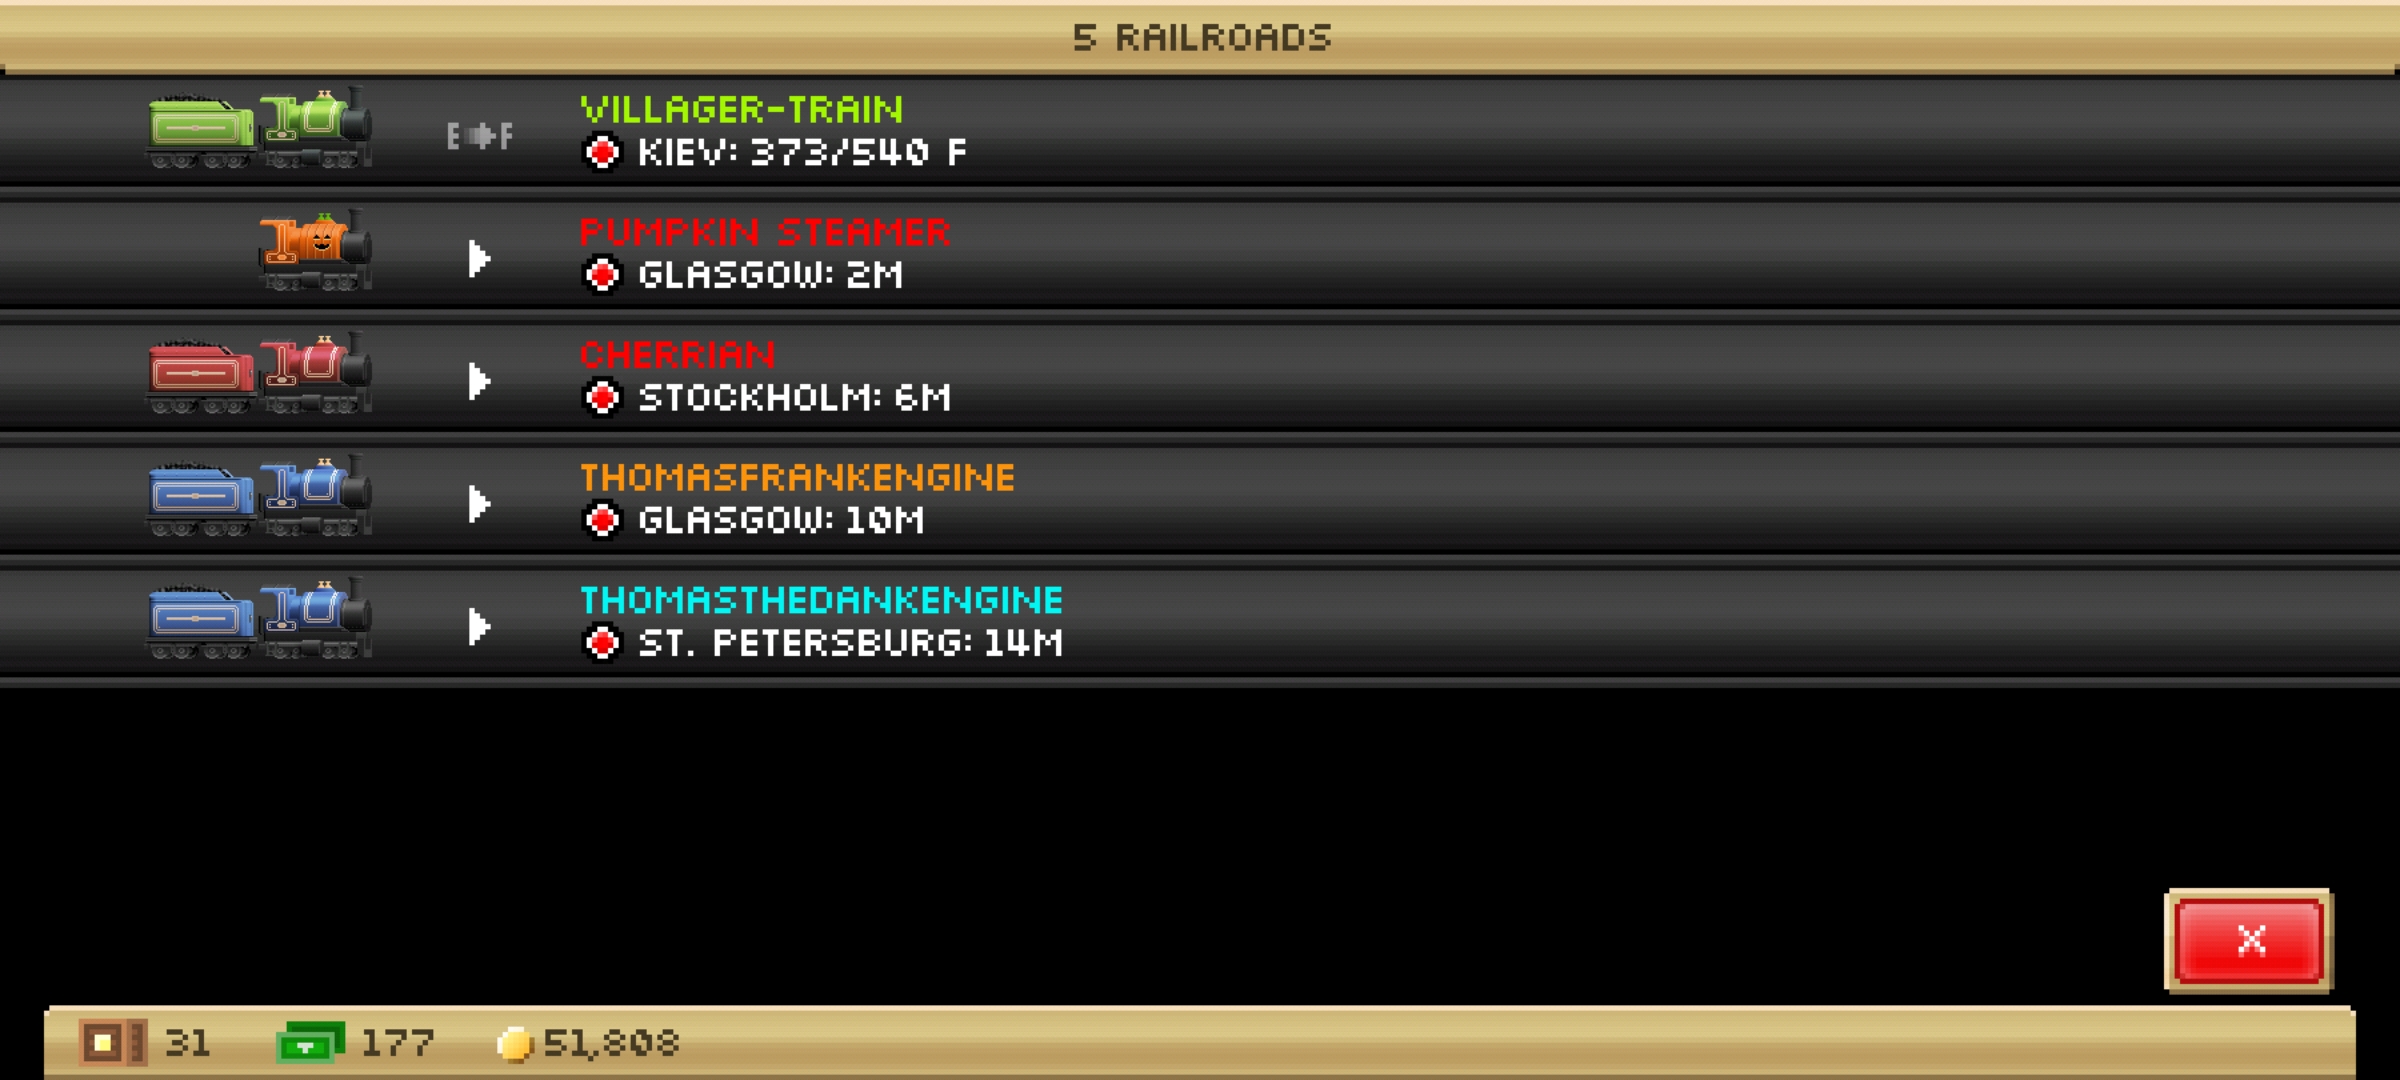 5 RAILROADS
VILLAGER-TRAIN
E F
KIEV: 373/540 F
PUMPKIN STEAMER
GLASGOW: 2M
CHERRIAN
STOCKHOLM: 6M
THOMASFRANKENGINE
GLASGOW: 10M
THOMASTHEDANKENGINE
ST. PETERSBURG: 14M
X
31 177 51,808